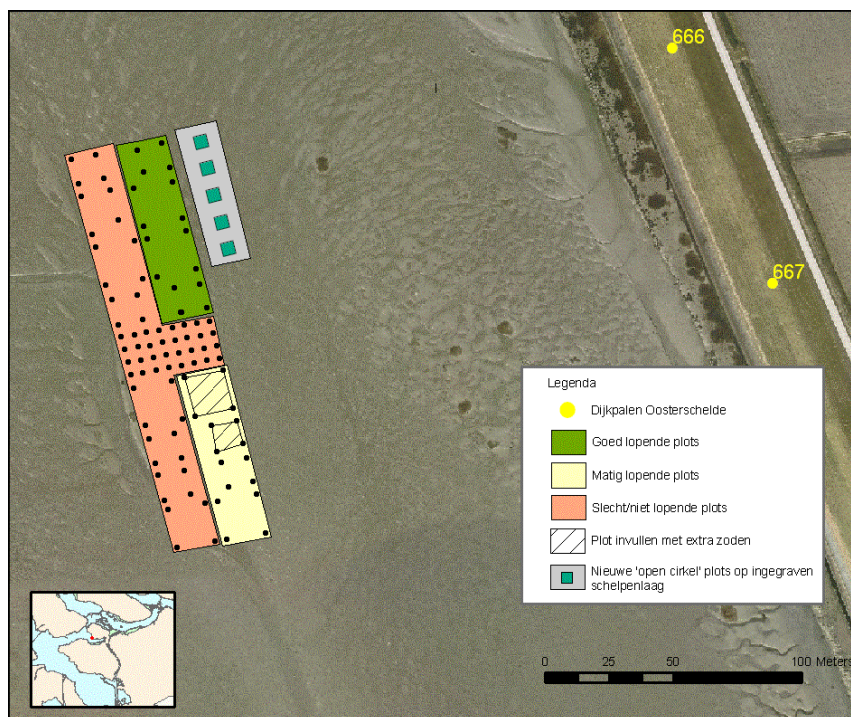 666
667
Legenda
Dijkpalen Oosterschelde
Goed lopende plots
Matig lopende plots
Slecht/niet lopende plots
Plot invullen met extra zoden
Nieuwe 'open cirkel' plots op ingegraven
schelpenlaag
0 25 50 100 Meters